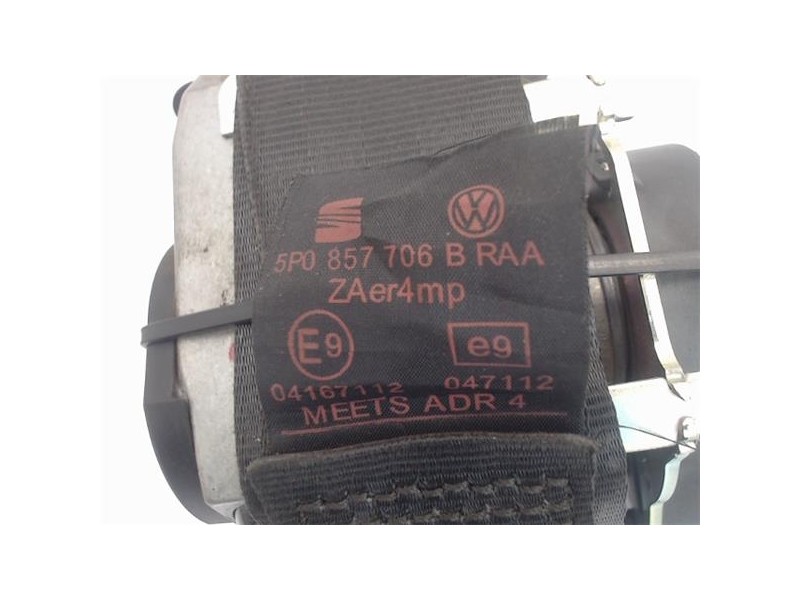 5P0 857 706 B RAA
ZAer4mp
E9 e9
04167112 047112
MEETS ADR 4